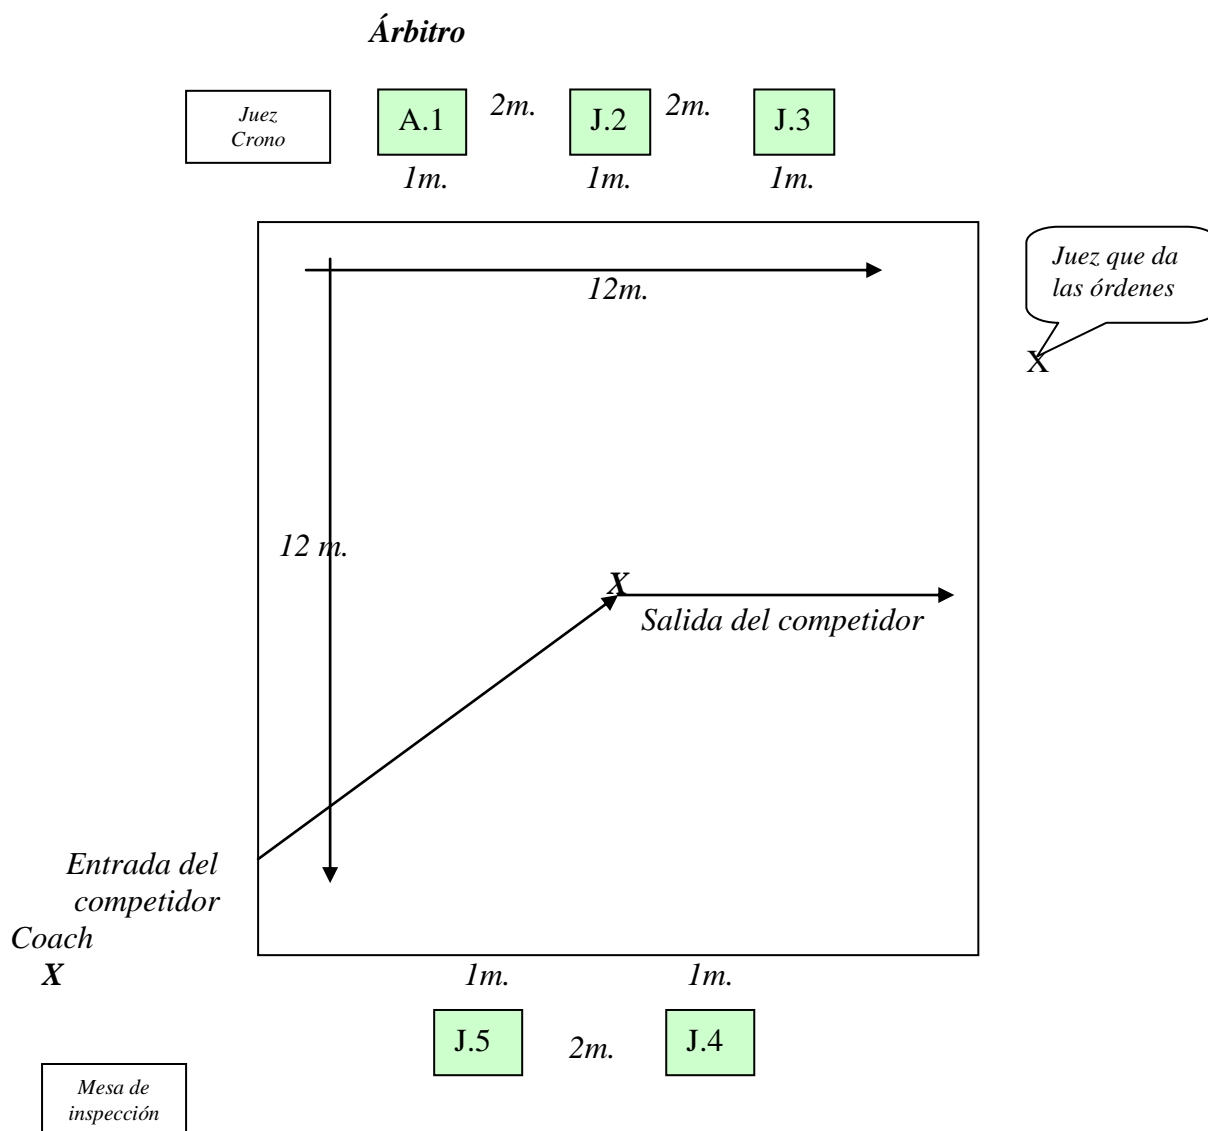 Árbitro
Juez
Crono
A.1
2m.
J.2
2m.
J.3
1m.
1m.
1m.
Juez que da
las órdenes
12m.
X
12 m.
X
Salida del competidor
Entrada del
competidor
Coach
X
1m.
1m.
J.5
2m.
J.4
Mesa de
inspección